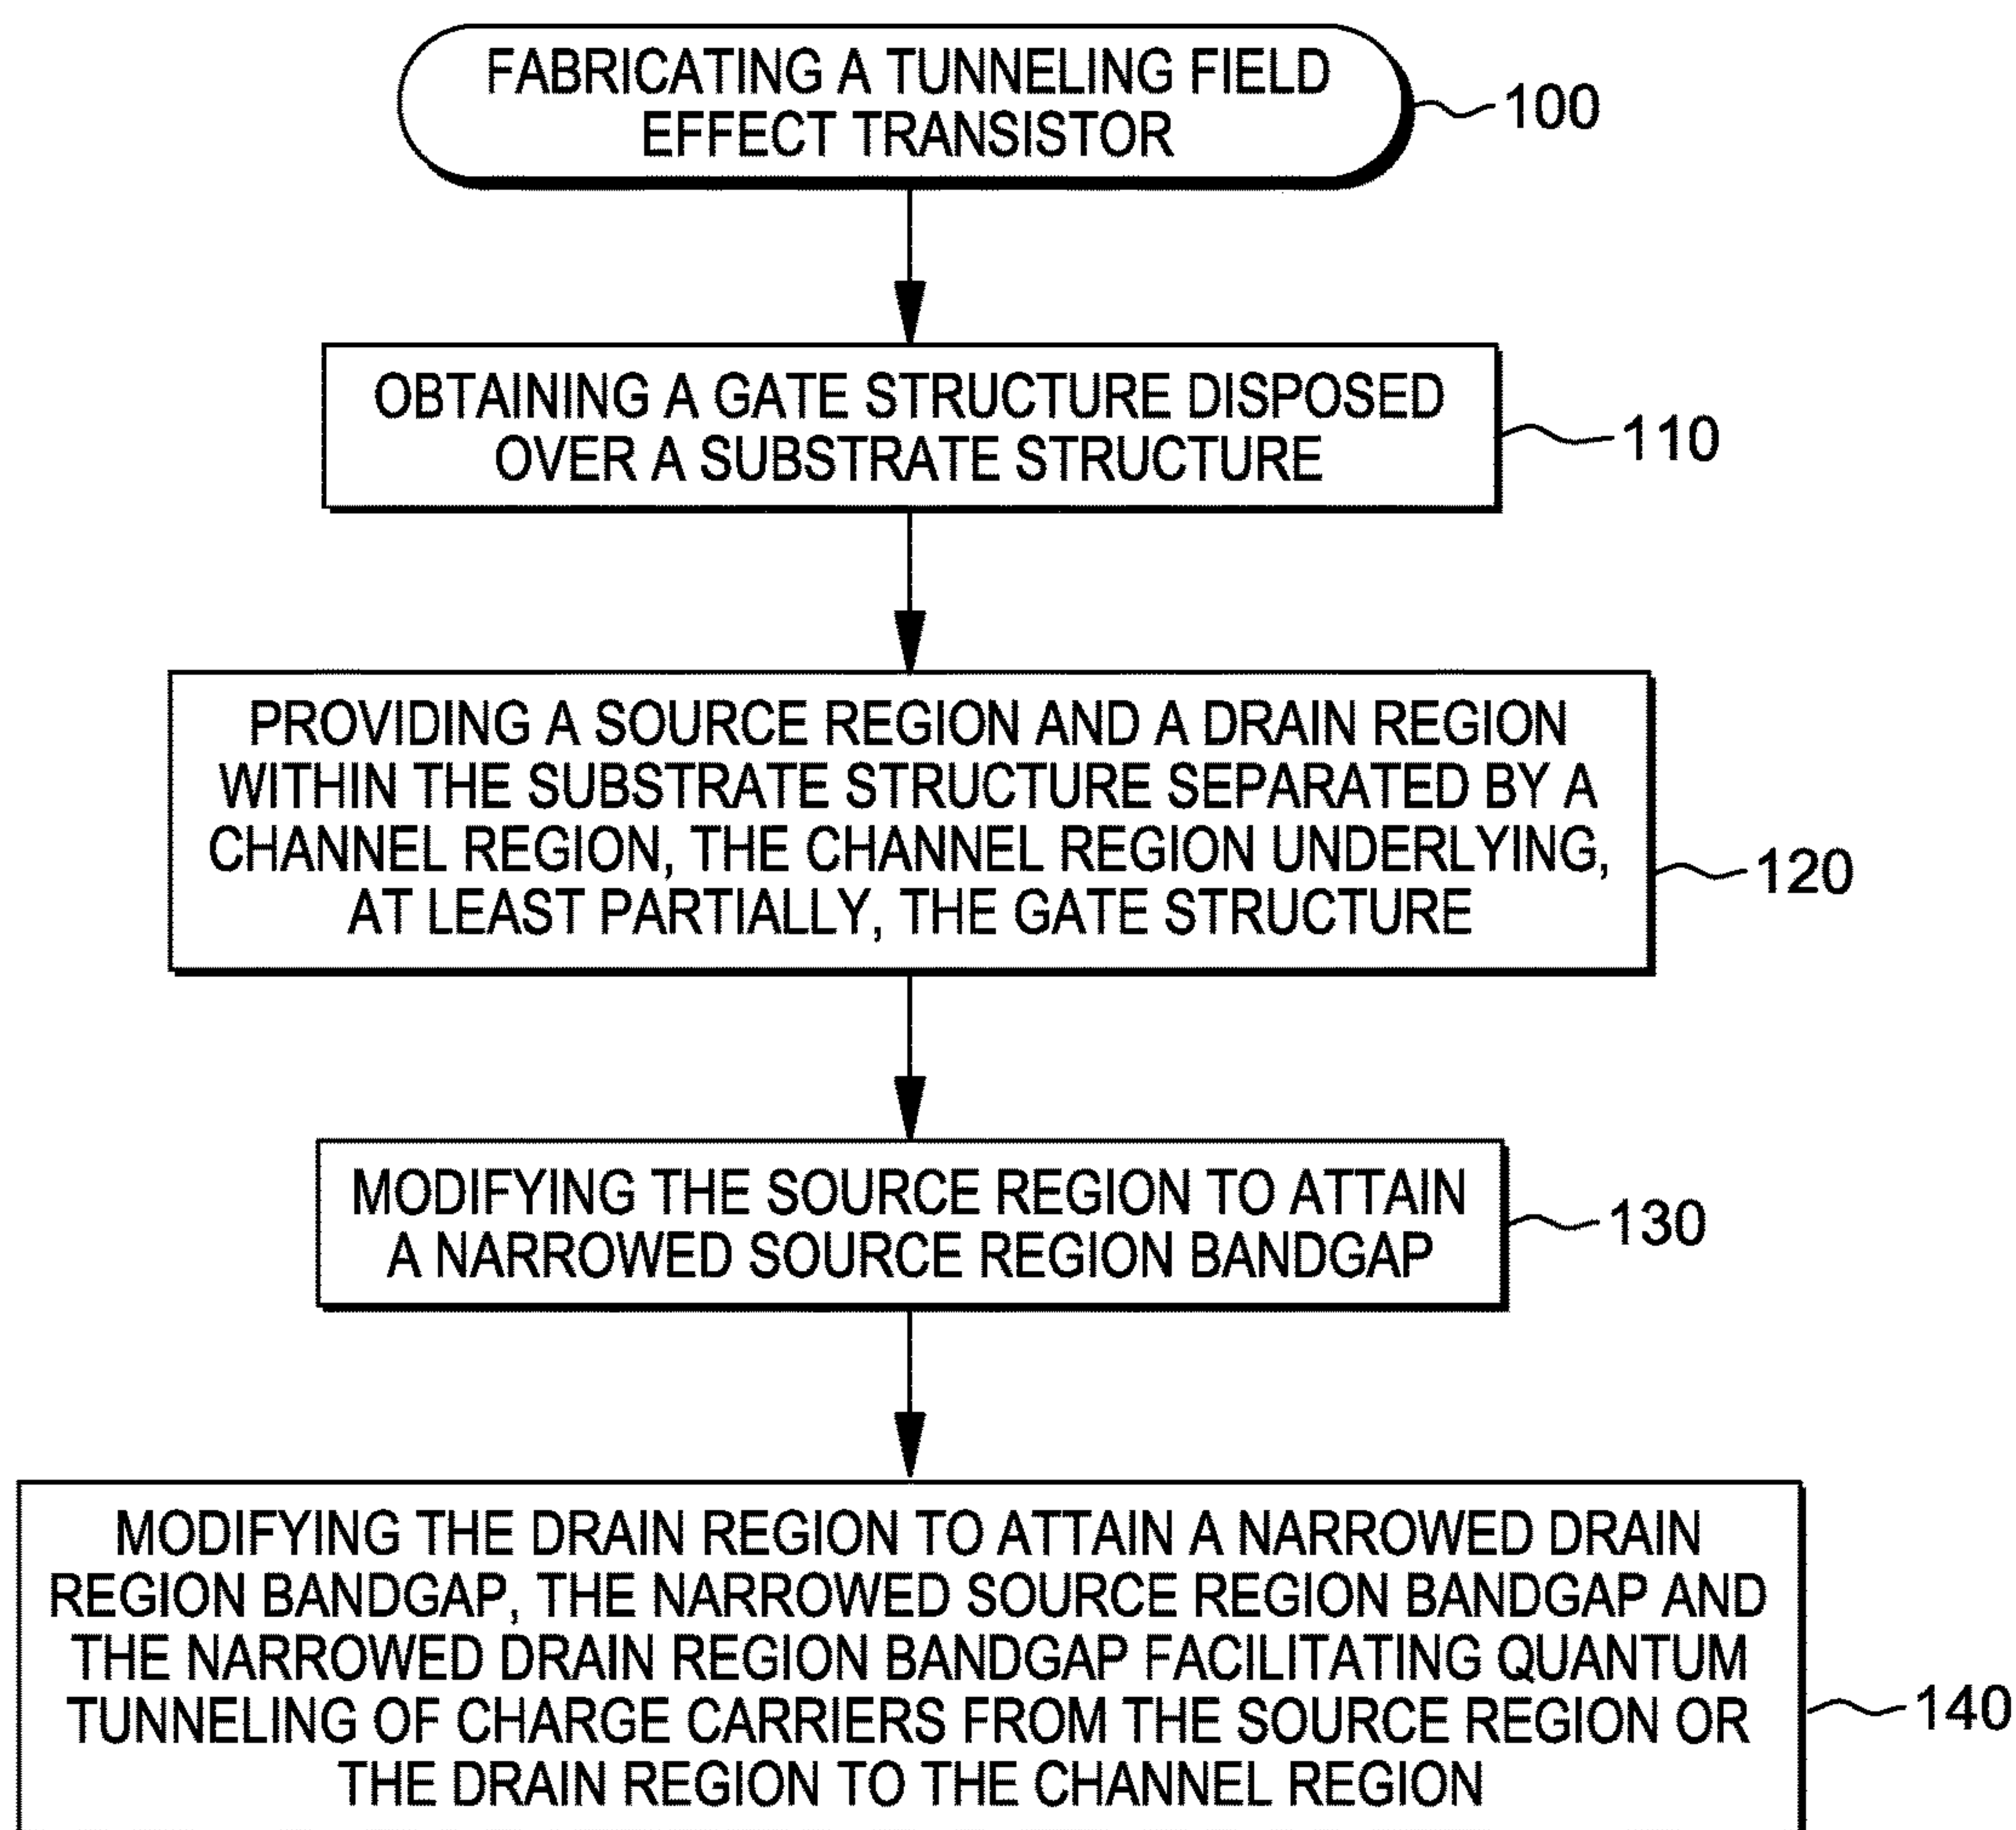 FABRICATING A TUNNELING FIELD
EFFECT TRANSISTOR
100
OBTAINING A GATE STRUCTURE DISPOSED
OVER A SUBSTRATE STRUCTURE
110
PROVIDING A SOURCE REGION AND A DRAIN REGION
WITHIN THE SUBSTRATE STRUCTURE SEPARATED BY A
CHANNEL REGION, THE CHANNEL REGION UNDERLYING,
AT LEAST PARTIALLY, THE GATE STRUCTURE
120
MODIFYING THE SOURCE REGION TO ATTAIN
A NARROWED SOURCE REGION BANDGAP
130
MODIFYING THE DRAIN REGION TO ATTAIN A NARROWED DRAIN
REGION BANDGAP, THE NARROWED SOURCE REGION BANDGAP AND
THE NARROWED DRAIN REGION BANDGAP FACILITATING QUANTUM
TUNNELING OF CHARGE CARRIERS FROM THE SOURCE REGION OR
THE DRAIN REGION TO THE CHANNEL REGION
140